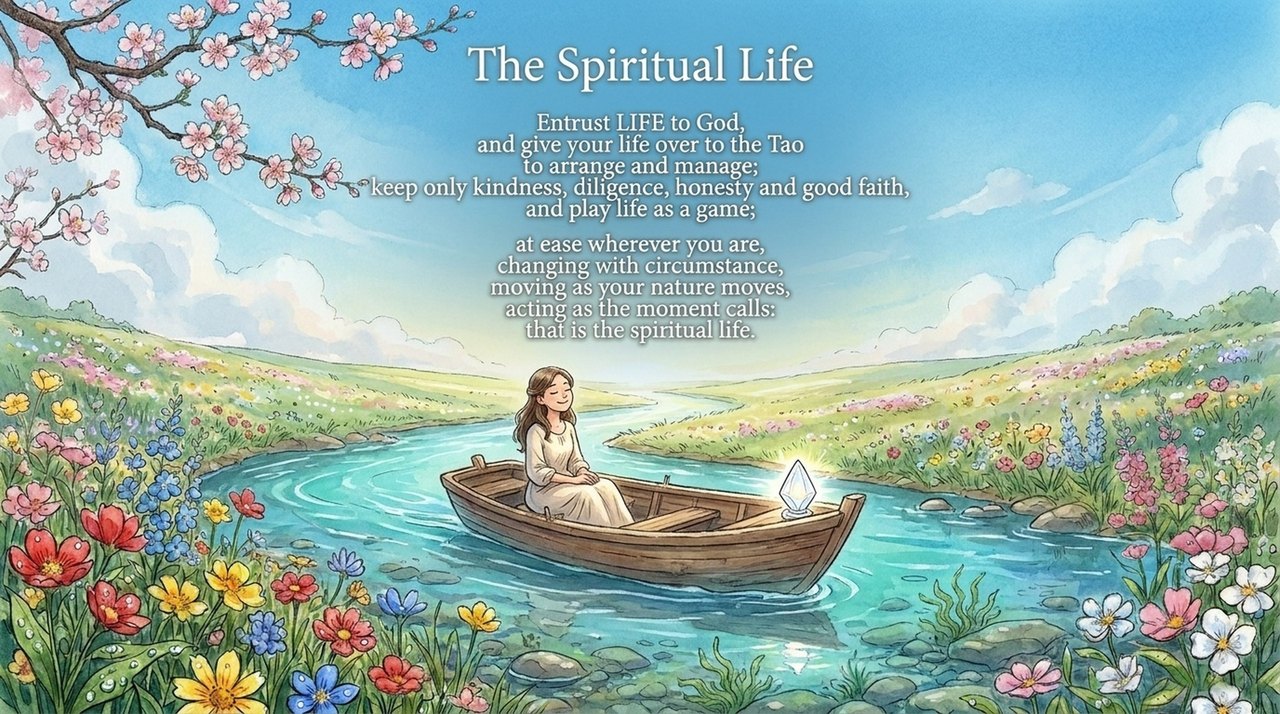 The Spiritual Life
Entrust LIFE to God,
and give your life over to the Tao
to arrange and manage;
keep only kindness, diligence, honesty and good faith,
and play life as a game;
at ease wherever you are,
changing with circumstance,
moving as your nature moves,
acting as the moment calls:
that is the spiritual life.